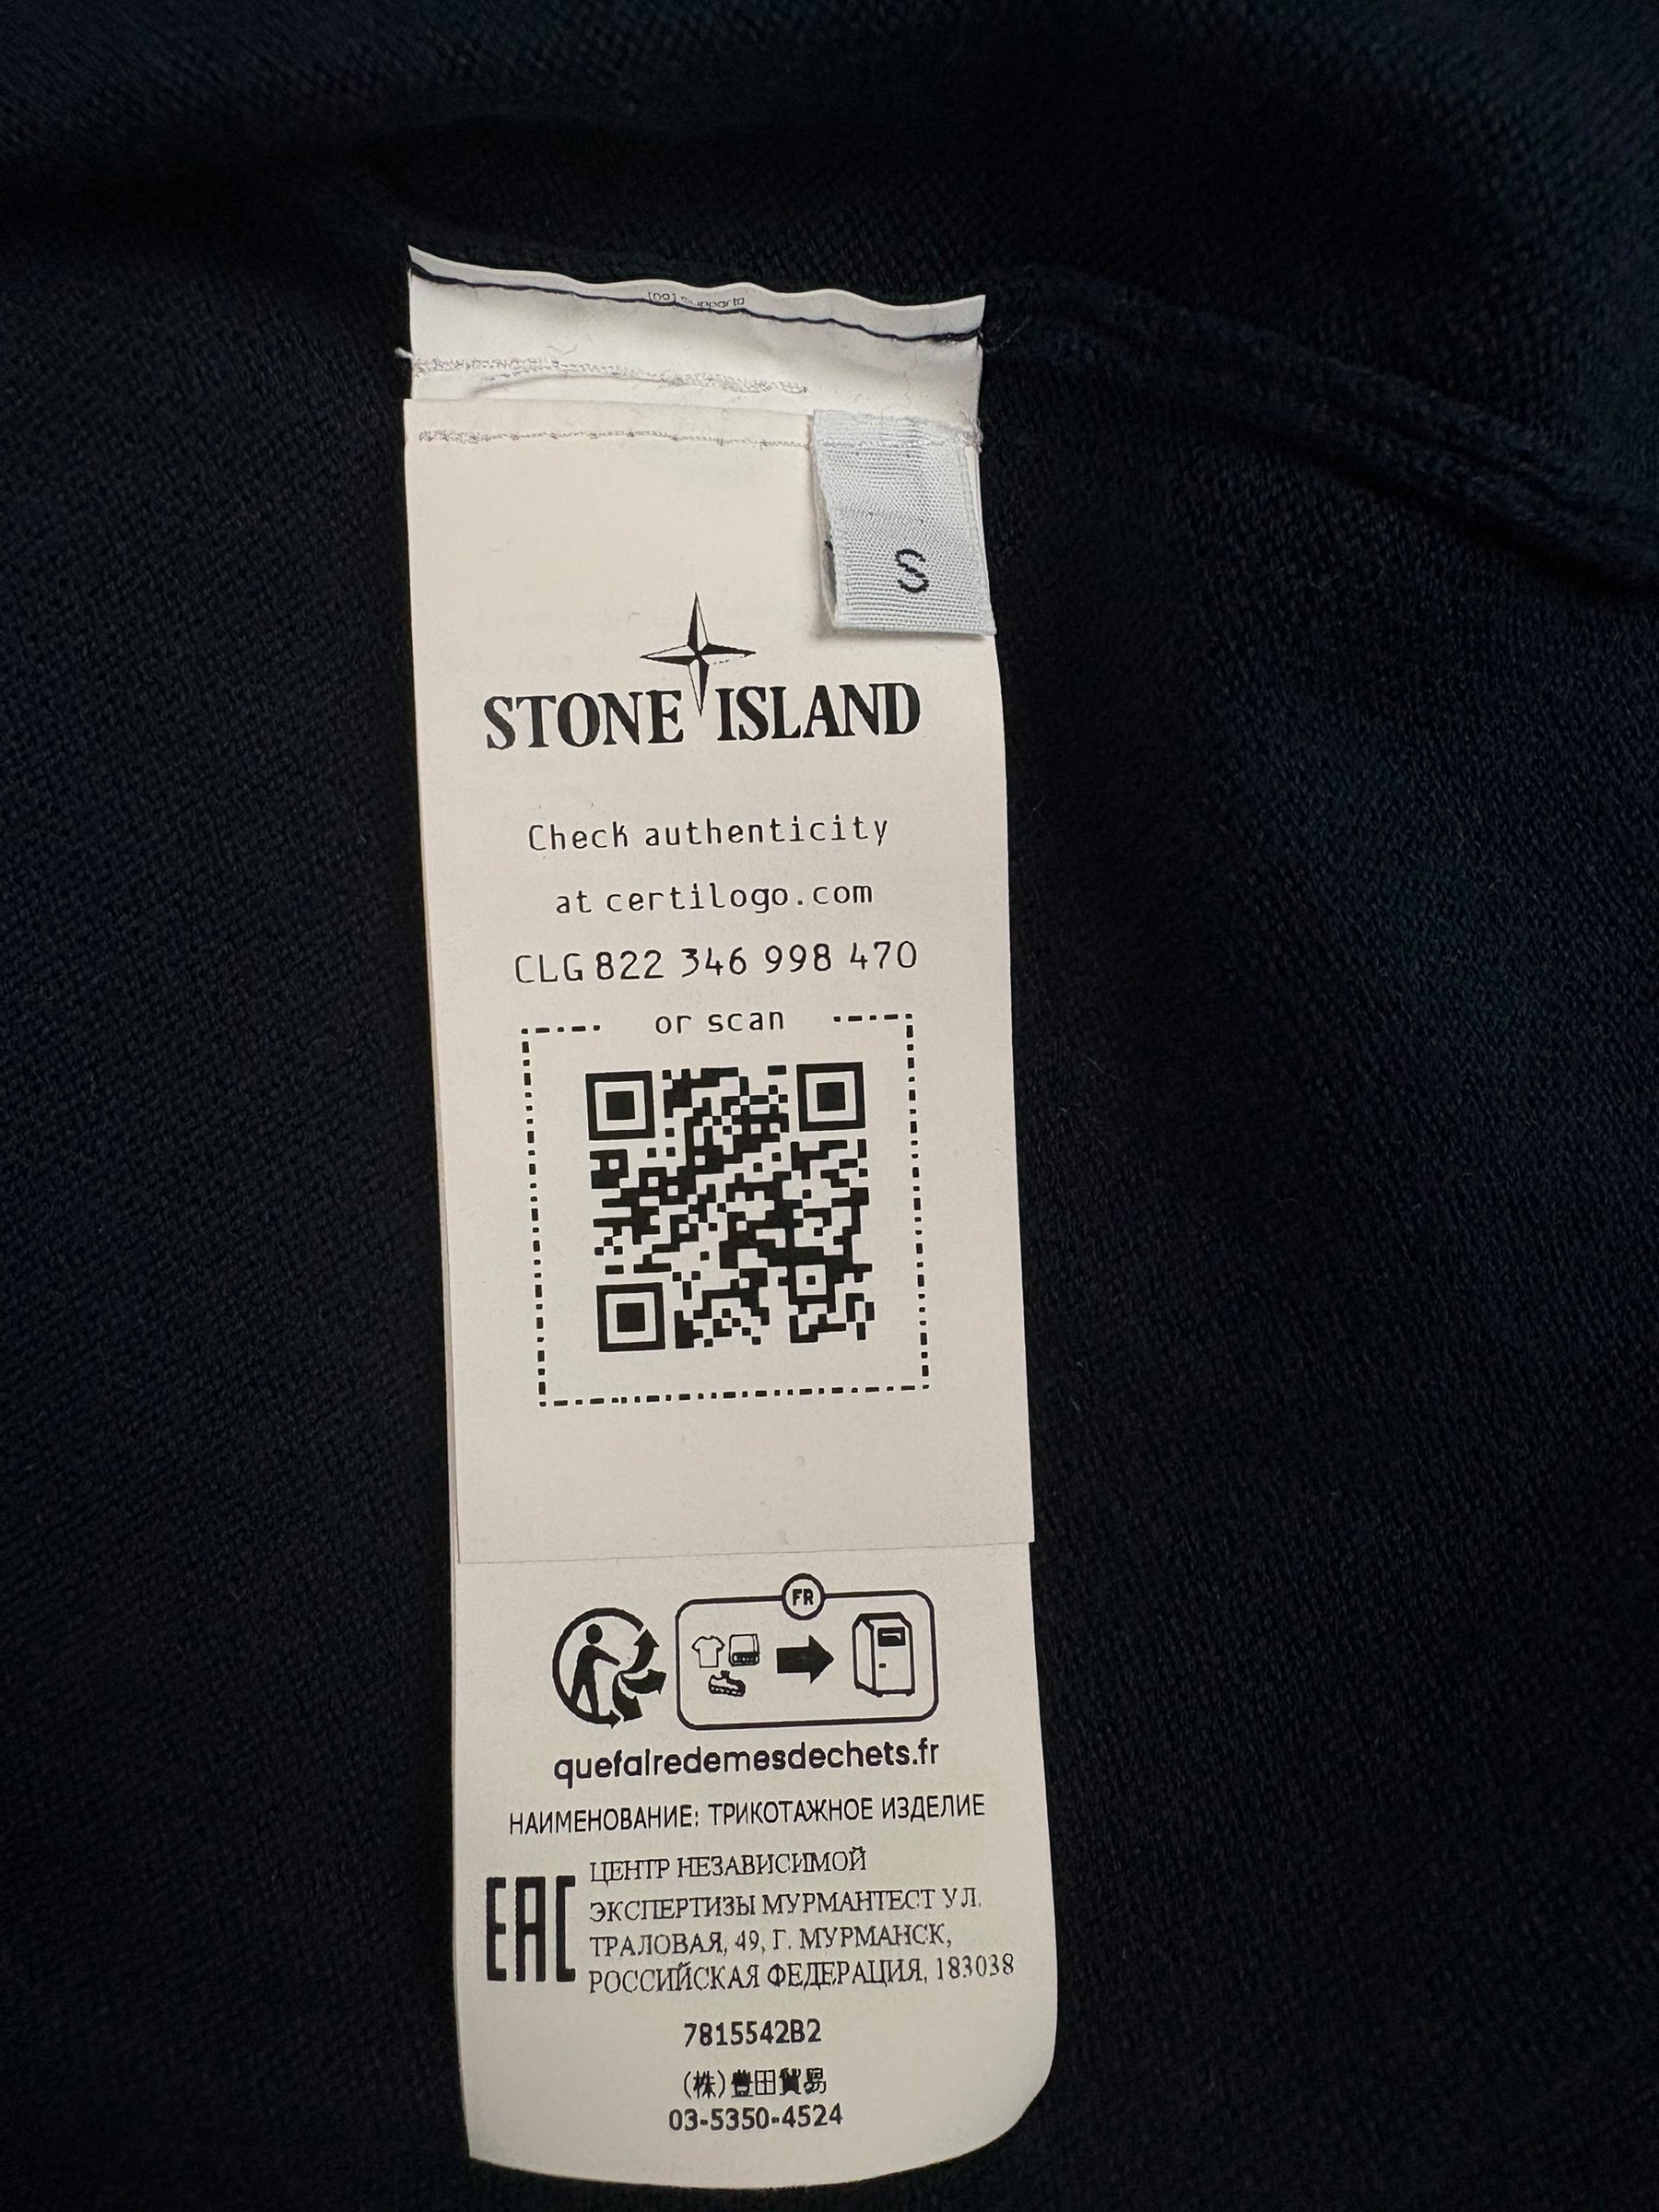 S
STONE ISLAND
Check authenticity
at certilogo.com
CLG 822 346 998 470
or scan
FR
quefairedemesdechets.fr
НАИМЕНОВАНИЕ: ТРИКОТАЖНОЕ ИЗДЕЛИЕ
EAC
ЦЕНТР НЕЗАВИСИМОЙ
ЭКСПЕРТИЗЫ МУРМАНТЕСТ УЛ.
ТРАЛОВАЯ, 49, Г. МУРМАНСК,
РОССИЙСКАЯ ФЕДЕРАЦИЯ, 183038
7815542B2
(株)豊田貿易
03-5350-4524